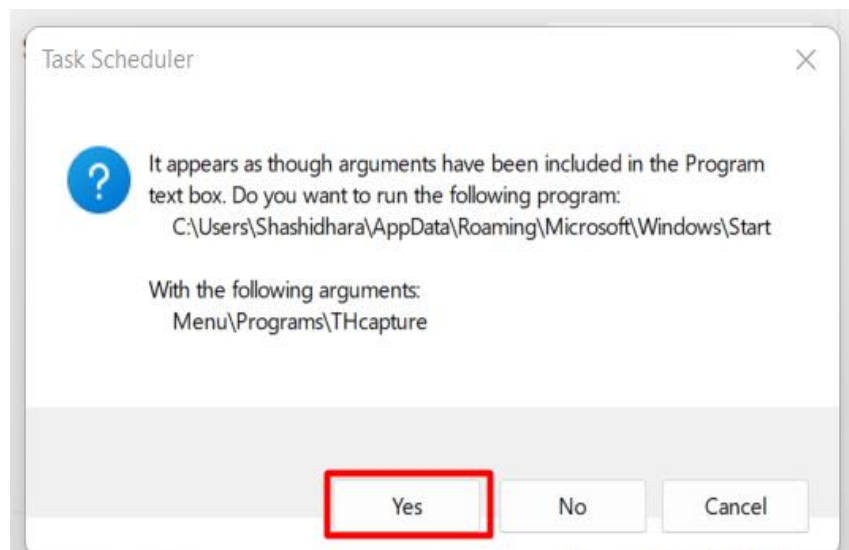 Task Scheduler
It appears as though arguments have been included in the Program
text box. Do you want to run the following program:
C:\Users\Shashidhara\AppData\Roaming\Microsoft\Windows\Start
With the following arguments:
Menu\Programs\THcapture
Yes No Cancel